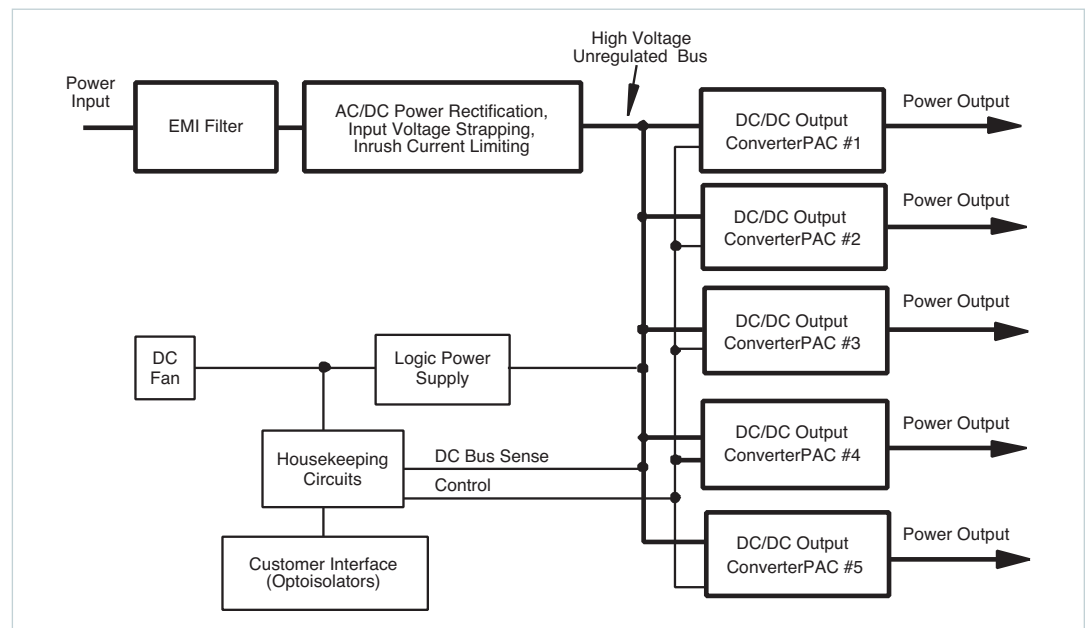 High Voltage
Unregulated Bus
Power
Input
EMI Filter
AC/DC Power Rectification,
Input Voltage Strapping,
Inrush Current Limiting
DC/DC Output
ConverterPAC #1
Power Output
DC/DC Output
ConverterPAC #2
Power Output
DC/DC Output
ConverterPAC #3
Power Output
DC
Fan
Logic Power
Supply
DC/DC Output
ConverterPAC #4
Power Output
Housekeeping
Circuits
DC Bus Sense
Control
DC/DC Output
ConverterPAC #5
Power Output
Customer Interface
(Optoisolators)